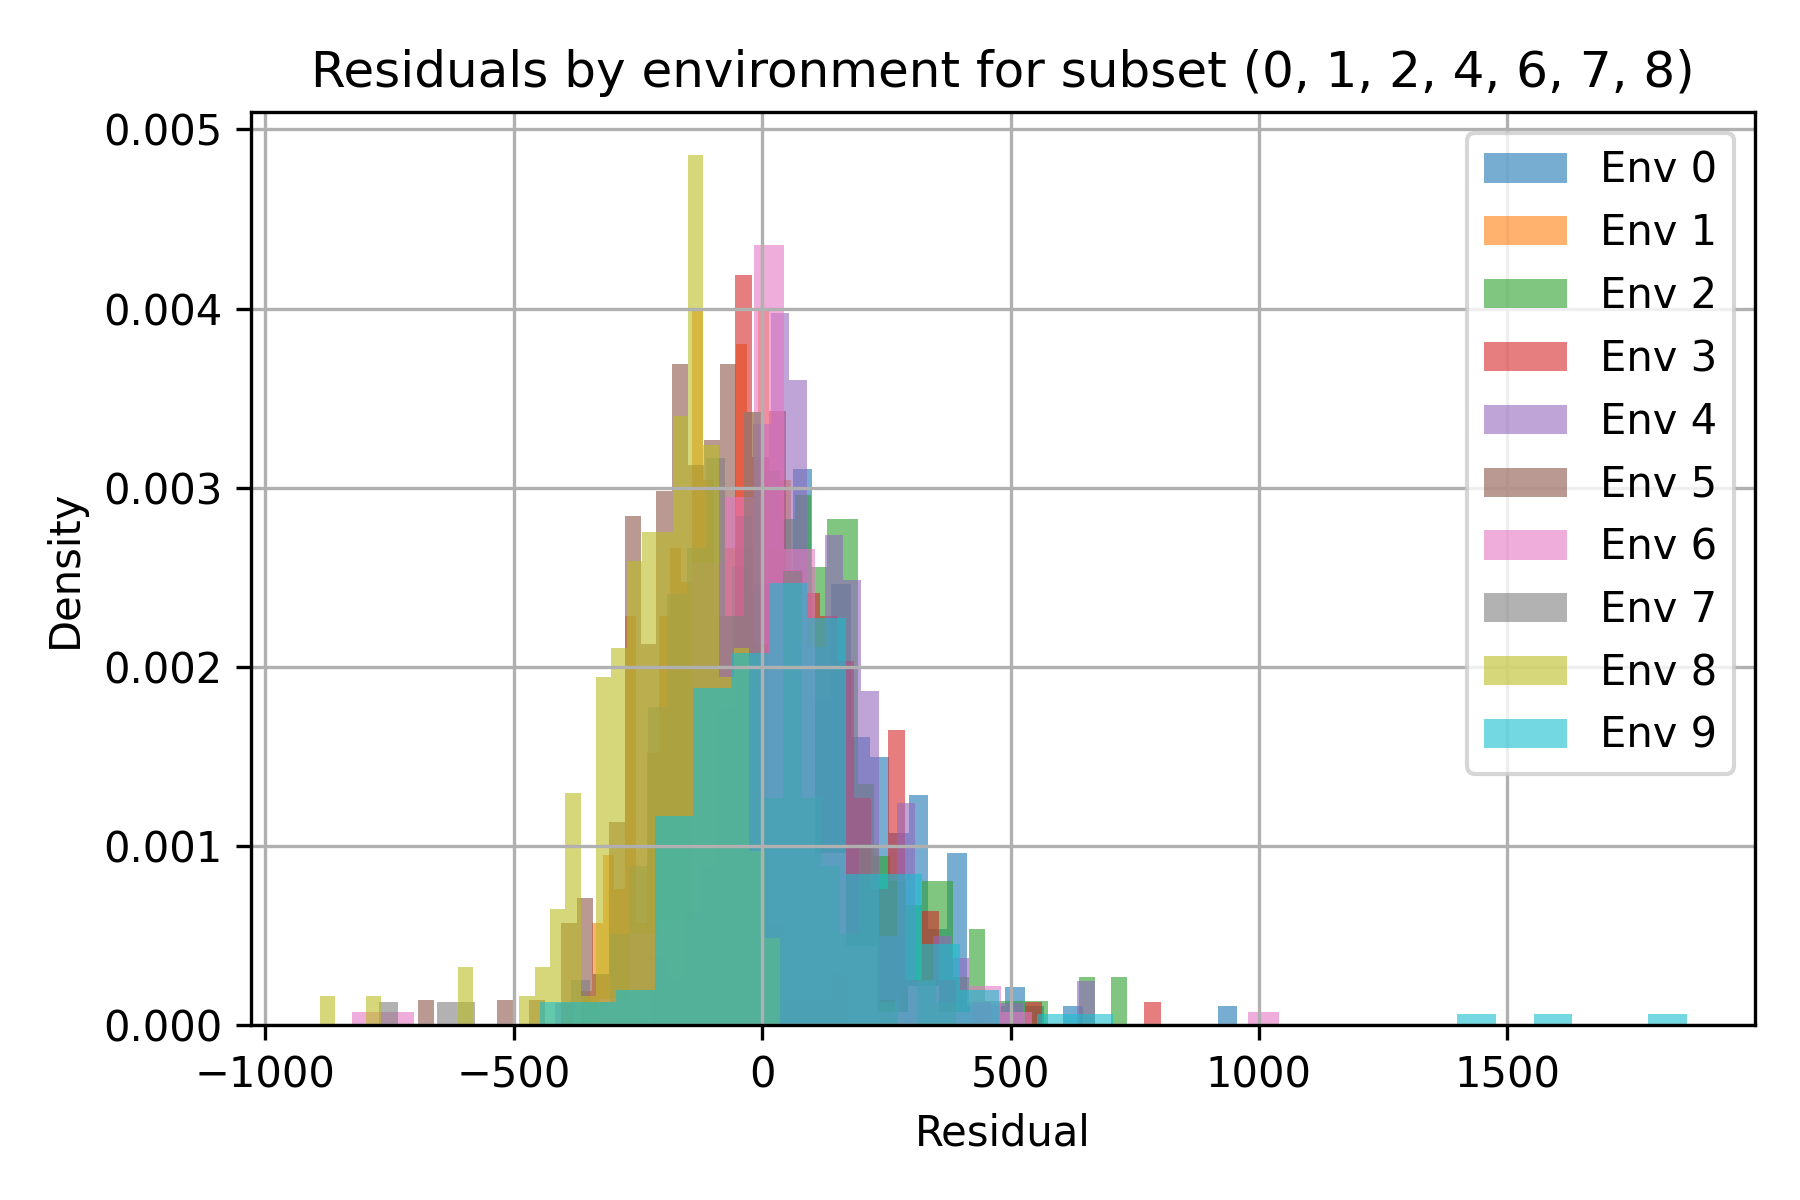 Residuals by environment for subset (0, 1, 2, 4, 6, 7, 8)
0.005
0.004
0.003
0.002
0.001
0.000
Density
−1000
−500
0
500
1000
1500
Residual
Env 0
Env 1
Env 2
Env 3
Env 4
Env 5
Env 6
Env 7
Env 8
Env 9